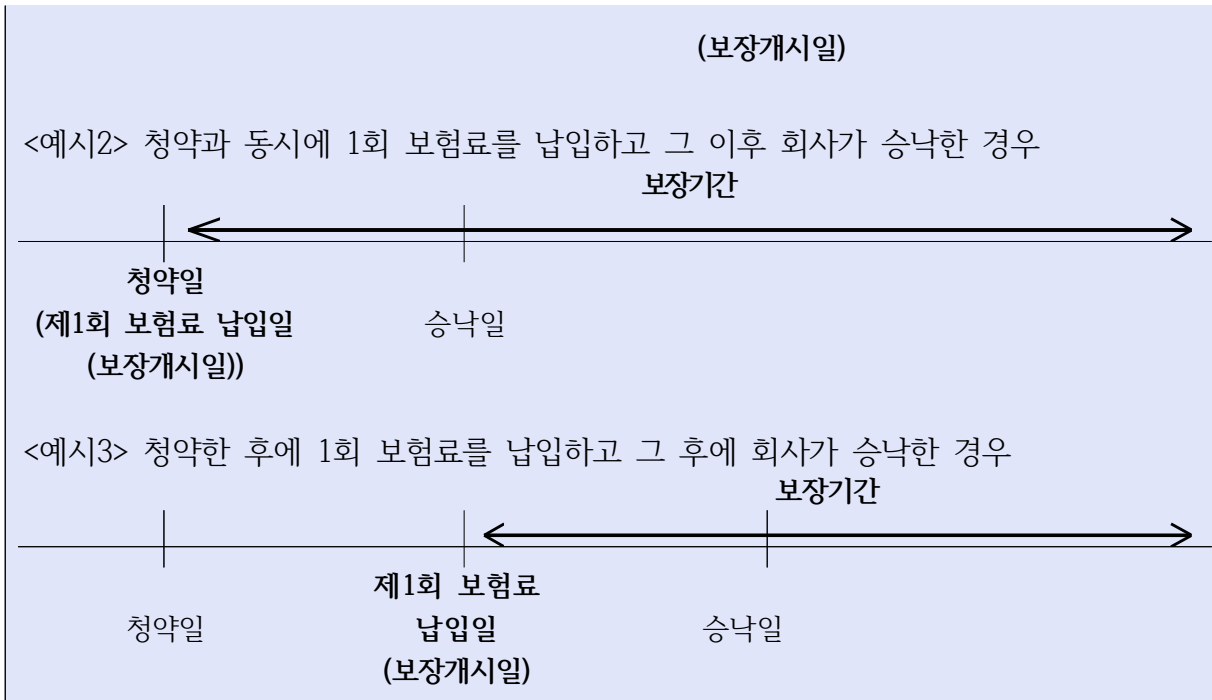 (보장개시일)
<예시2> 청약과 동시에 1회 보험료를 납입하고 그 이후 회사가 승낙한 경우
보장기간
청약일
(제1회 보험료 납입일 승낙일
(보장개시일))
<예시3> 청약한 후에 1회 보험료를 납입하고 그 후에 회사가 승낙한 경우
보장기간
제1회 보험료
청약일 납입일 승낙일
(보장개시일)